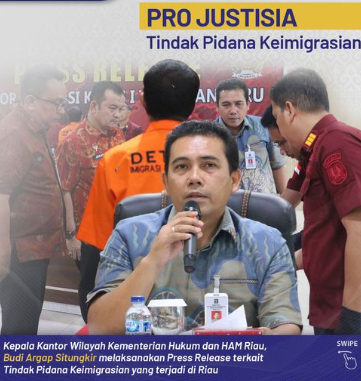 PRO JUSTISIA
Tindak Pidana Keimigrasian
PRESS RELEASE
DET
IMIGRASI
Kepala Kantor Wilayah Kementerian Hukum dan HAM Riau,
Budi Argap Situngkir melaksanakan Press Release terkait
Tindak Pidana Keimigrasian yang terjadi di Riau
SWIPE